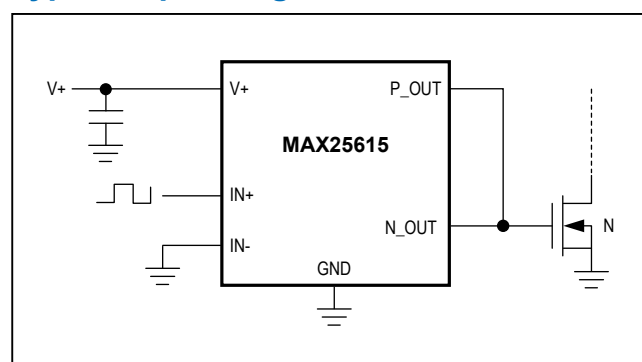 V+
V+
P_OUT
MAX25615
IN+
N_OUT
N
IN-
GND